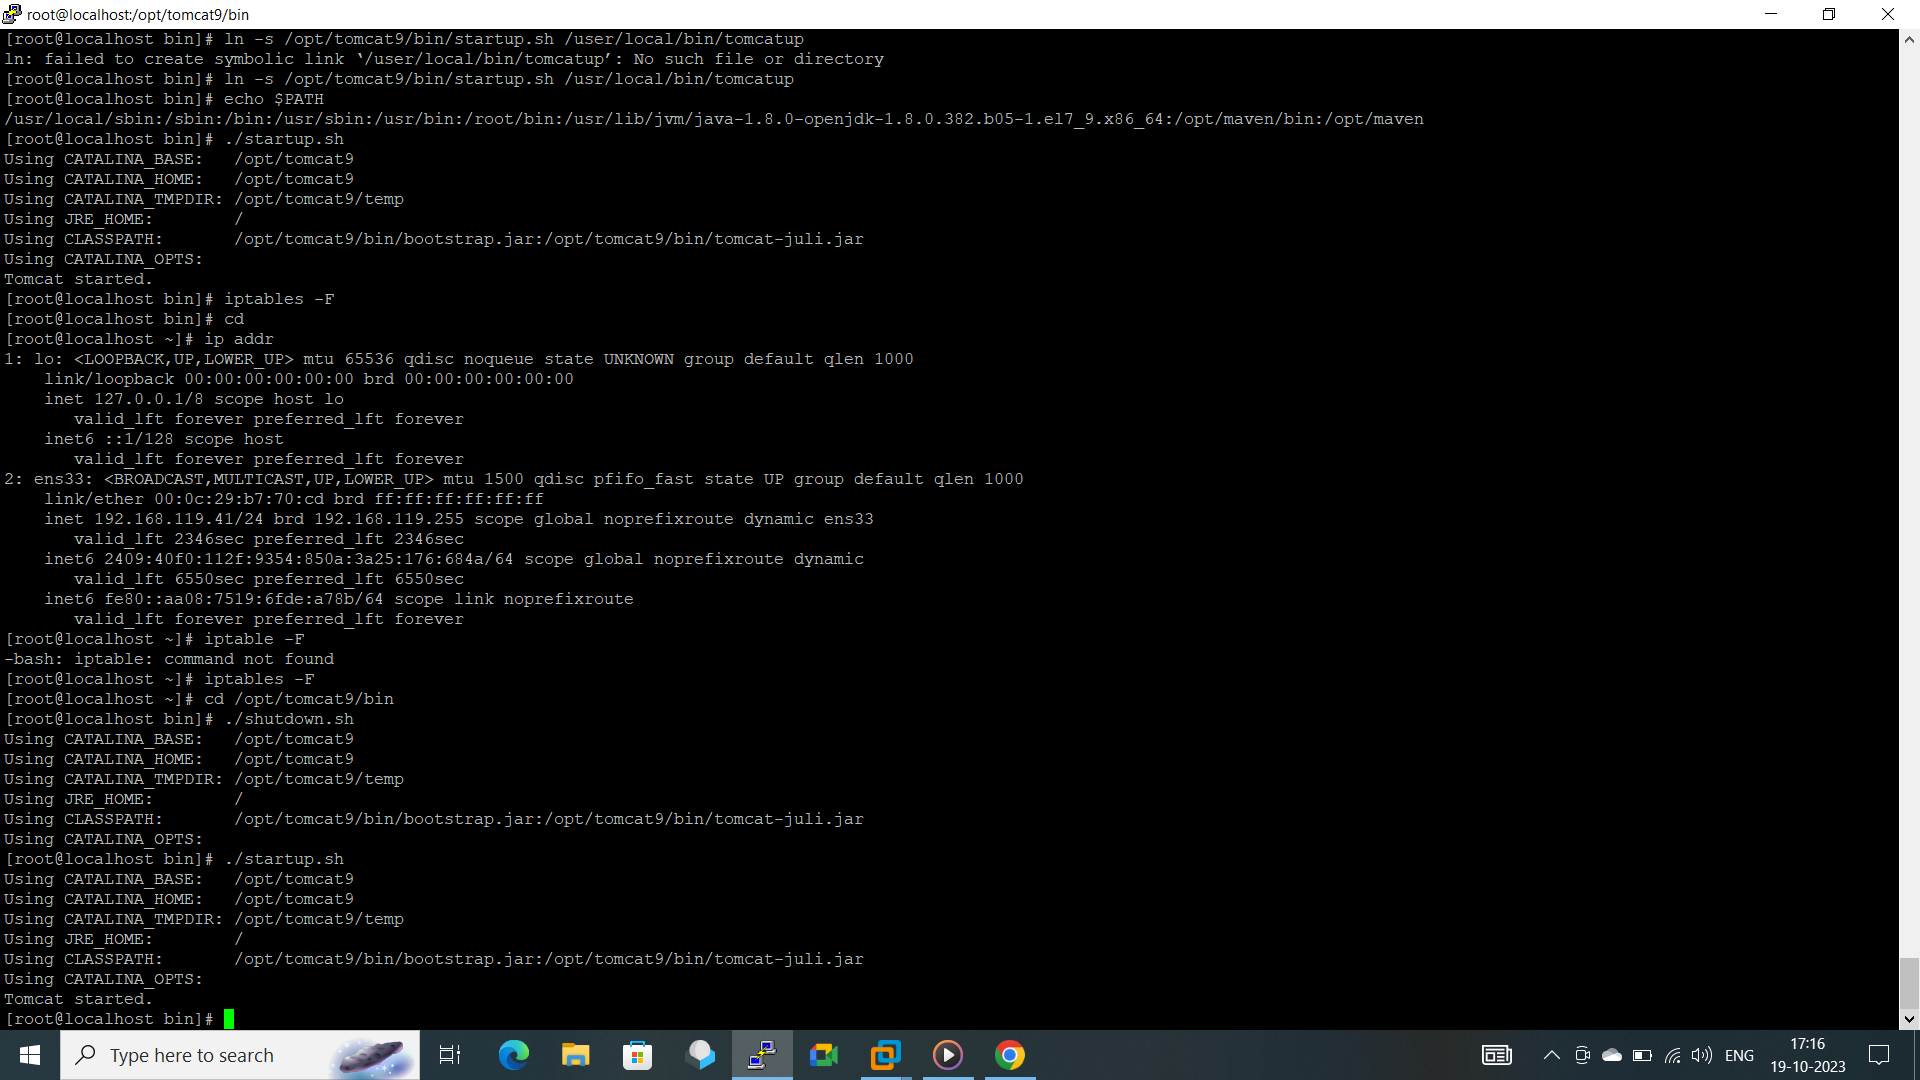 root@localhost:/opt/tomcat9/bin
[root@localhost bin]# ln -s /opt/tomcat9/bin/startup.sh /user/local/bin/tomcatup
ln: failed to create symbolic link ‘/user/local/bin/tomcatup’: No such file or directory
[root@localhost bin]# ln -s /opt/tomcat9/bin/startup.sh /usr/local/bin/tomcatup
[root@localhost bin]# echo $PATH
/usr/local/sbin:/sbin:/bin:/usr/sbin:/usr/bin:/root/bin:/usr/lib/jvm/java-1.8.0-openjdk-1.8.0.382.b05-1.el7_9.x86_64:/opt/maven/bin:/opt/maven
[root@localhost bin]# ./startup.sh
Using CATALINA_BASE:   /opt/tomcat9
Using CATALINA_HOME:   /opt/tomcat9
Using CATALINA_TMPDIR: /opt/tomcat9/temp
Using JRE_HOME:        /
Using CLASSPATH:       /opt/tomcat9/bin/bootstrap.jar:/opt/tomcat9/bin/tomcat-juli.jar
Using CATALINA_OPTS:
Tomcat started.
[root@localhost bin]# iptables -F
[root@localhost bin]# cd
[root@localhost ~]# ip addr
1: lo: <LOOPBACK,UP,LOWER_UP> mtu 65536 qdisc noqueue state UNKNOWN group default qlen 1000
    link/loopback 00:00:00:00:00:00 brd 00:00:00:00:00:00
    inet 127.0.0.1/8 scope host lo
       valid_lft forever preferred_lft forever
    inet6 ::1/128 scope host
       valid_lft forever preferred_lft forever
2: ens33: <BROADCAST,MULTICAST,UP,LOWER_UP> mtu 1500 qdisc pfifo_fast state UP group default qlen 1000
    link/ether 00:0c:29:b7:70:cd brd ff:ff:ff:ff:ff:ff
    inet 192.168.119.41/24 brd 192.168.119.255 scope global noprefixroute dynamic ens33
       valid_lft 2346sec preferred_lft 2346sec
    inet6 2409:40f0:112f:9354:850a:3a25:176:684a/64 scope global noprefixroute dynamic
       valid_lft 6550sec preferred_lft 6550sec
    inet6 fe80::aa08:7519:6fde:a78b/64 scope link noprefixroute
       valid_lft forever preferred_lft forever
[root@localhost ~]# iptable -F
-bash: iptable: command not found
[root@localhost ~]# iptables -F
[root@localhost ~]# cd /opt/tomcat9/bin
[root@localhost bin]# ./shutdown.sh
Using CATALINA_BASE:   /opt/tomcat9
Using CATALINA_HOME:   /opt/tomcat9
Using CATALINA_TMPDIR: /opt/tomcat9/temp
Using JRE_HOME:        /
Using CLASSPATH:       /opt/tomcat9/bin/bootstrap.jar:/opt/tomcat9/bin/tomcat-juli.jar
Using CATALINA_OPTS:
[root@localhost bin]# ./startup.sh
Using CATALINA_BASE:   /opt/tomcat9
Using CATALINA_HOME:   /opt/tomcat9
Using CATALINA_TMPDIR: /opt/tomcat9/temp
Using JRE_HOME:        /
Using CLASSPATH:       /opt/tomcat9/bin/bootstrap.jar:/opt/tomcat9/bin/tomcat-juli.jar
Using CATALINA_OPTS:
Tomcat started.
[root@localhost bin]#
Type here to search
ENG
17:16
19-10-2023